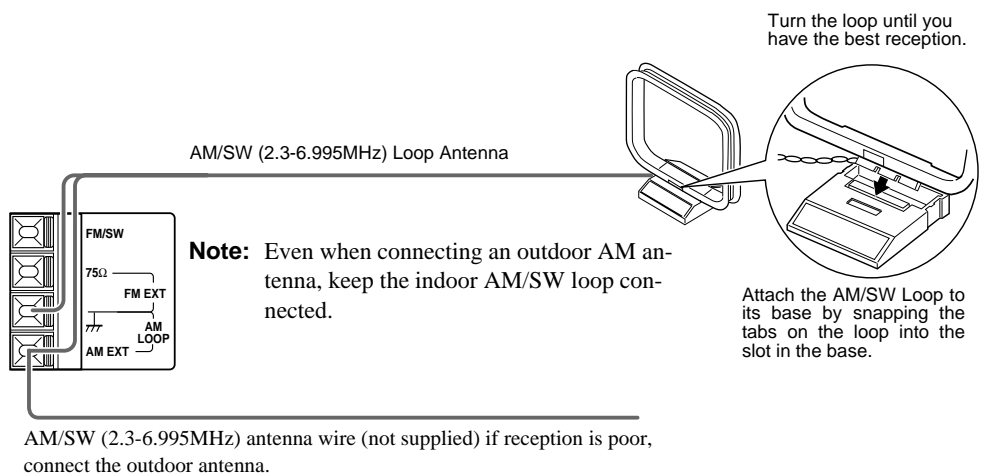 Turn the loop until you
have the best reception.
AM/SW (2.3-6.995MHz) Loop Antenna
FM/SW
75Ω
FM EXT
AM
LOOP
AM EXT
Note: Even when connecting an outdoor AM an-
tenna, keep the indoor AM/SW loop con-
nected.
Attach the AM/SW Loop to
its base by snapping the
tabs on the loop into the
slot in the base.
AM/SW (2.3-6.995MHz) antenna wire (not supplied) if reception is poor,
connect the outdoor antenna.